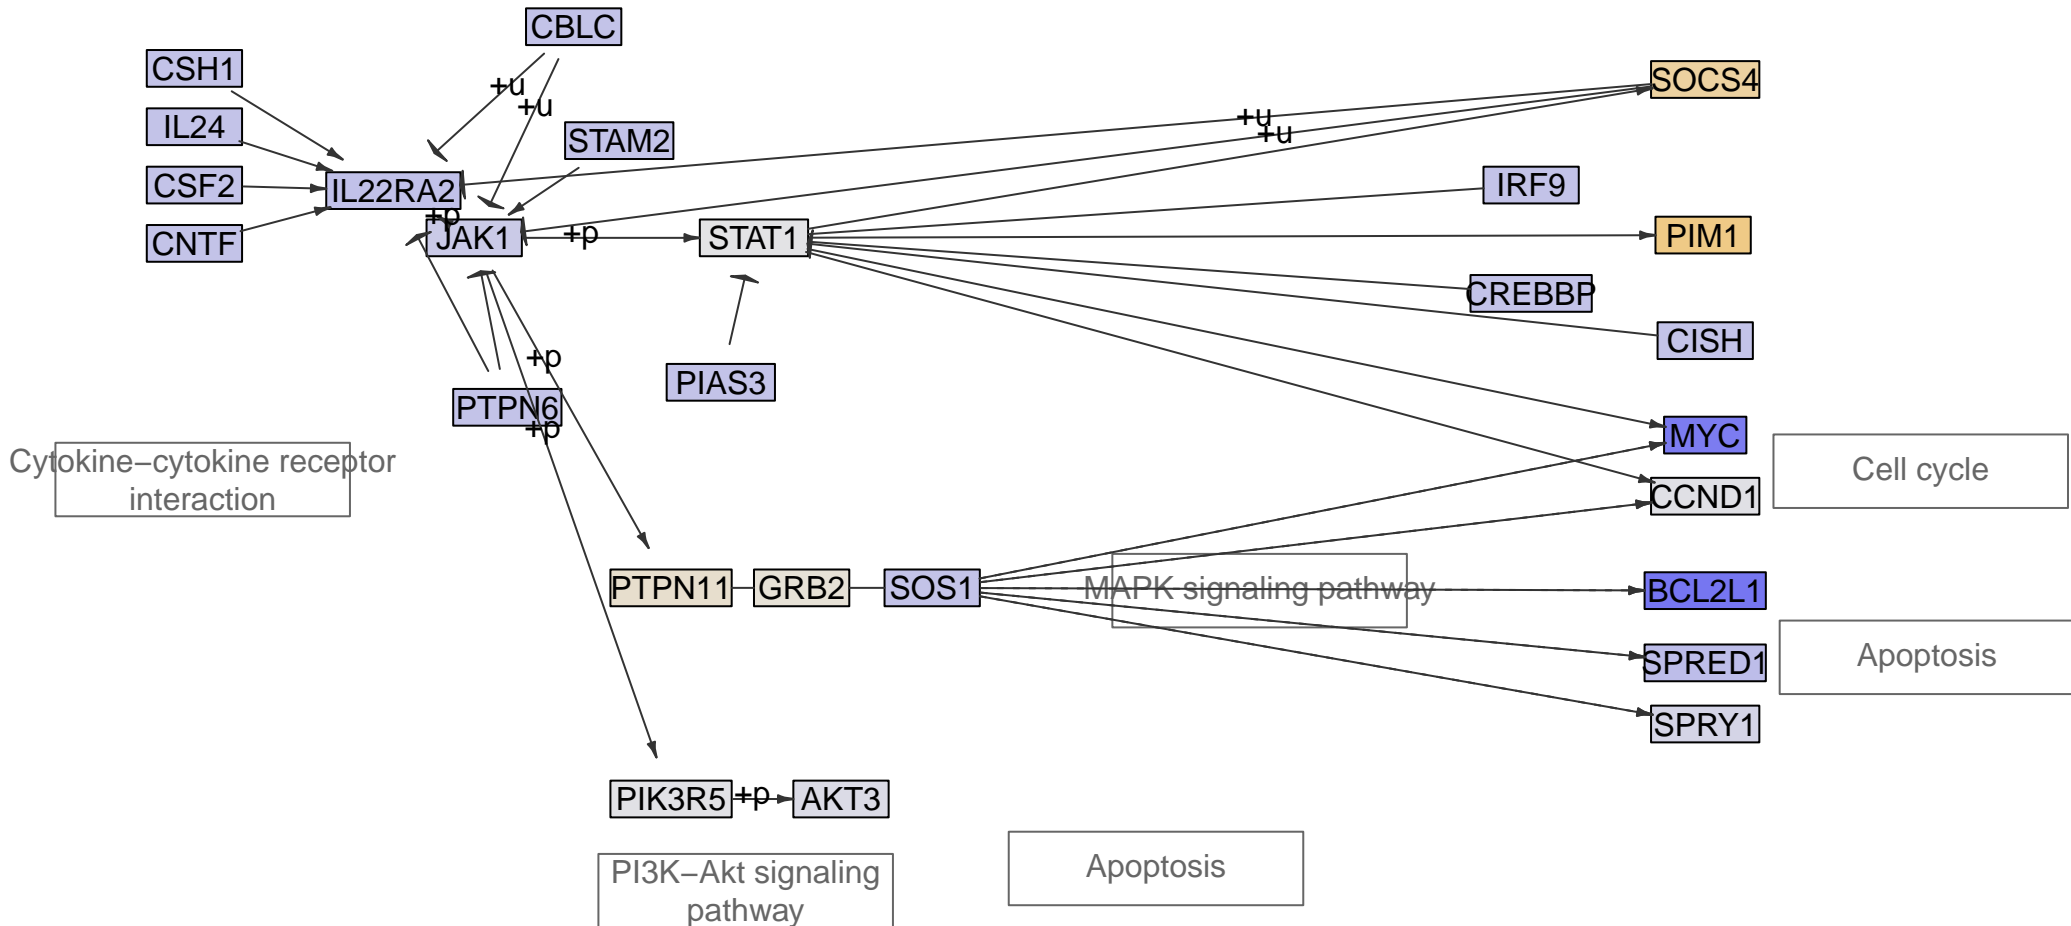 CBLC
CSH1
+u
SOCS4
+u
+u
IL24
+u
STAM2
CSF2
IL22RA2
IRF9
+p
CNTF
JAK1
+p
STAT1
PIM1
CREBBP
CISH
+p
PIAS3
PTPN6
+p
MYC
Cytokine–cytokine receptor
interaction
Cell cycle
CCND1
PTPN11
GRB2
SOS1
MAPK signaling pathway
BCL2L1
SPRED1
Apoptosis
SPRY1
PIK3R5
+p
AKT3
PI3K–Akt signaling
pathway
Apoptosis